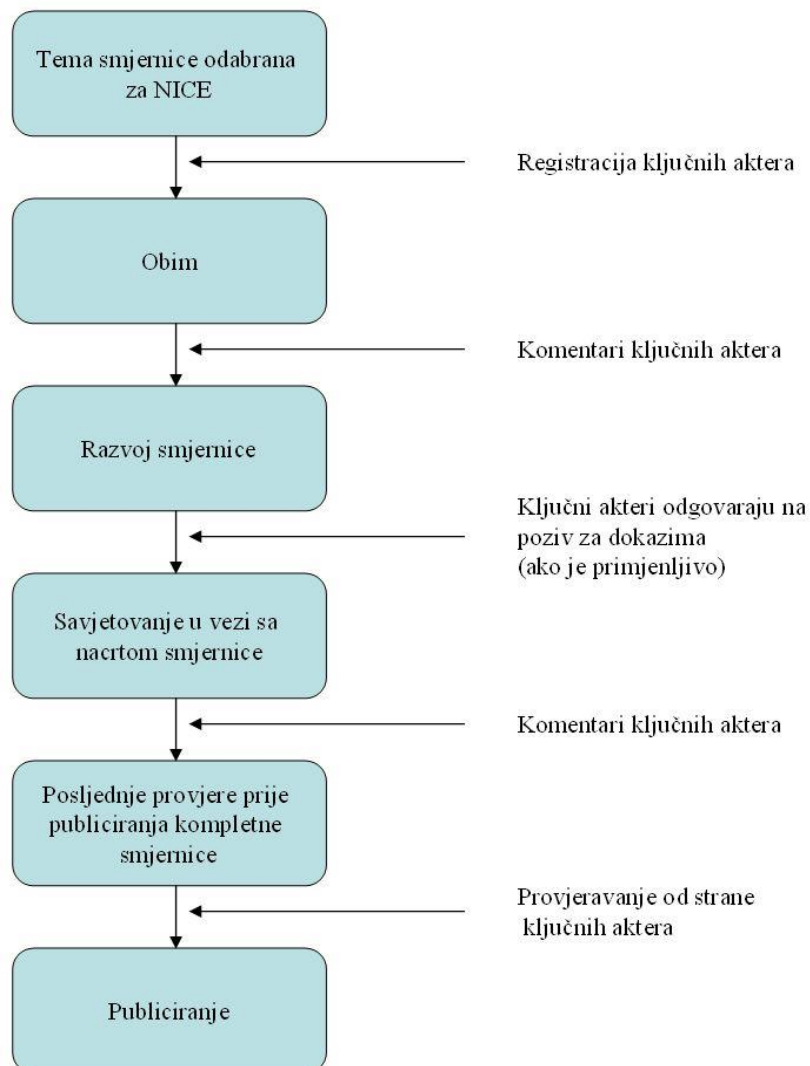 Tema smjernice odabrana
za NICE
Registracija ključnih aktera
Obim
Komentari ključnih aktera
Razvoj smjernice
Ključni akteri odgovaraju na
poziv za dokazima
(ako je primjenljivo)
Savjetovanje u vezi sa
nacrtom smjernice
Komentari ključnih aktera
Posljednje provjere prije
publiciranja kompletne
smjernice
Provjeravanje od strane
ključnih aktera
Publiciranje